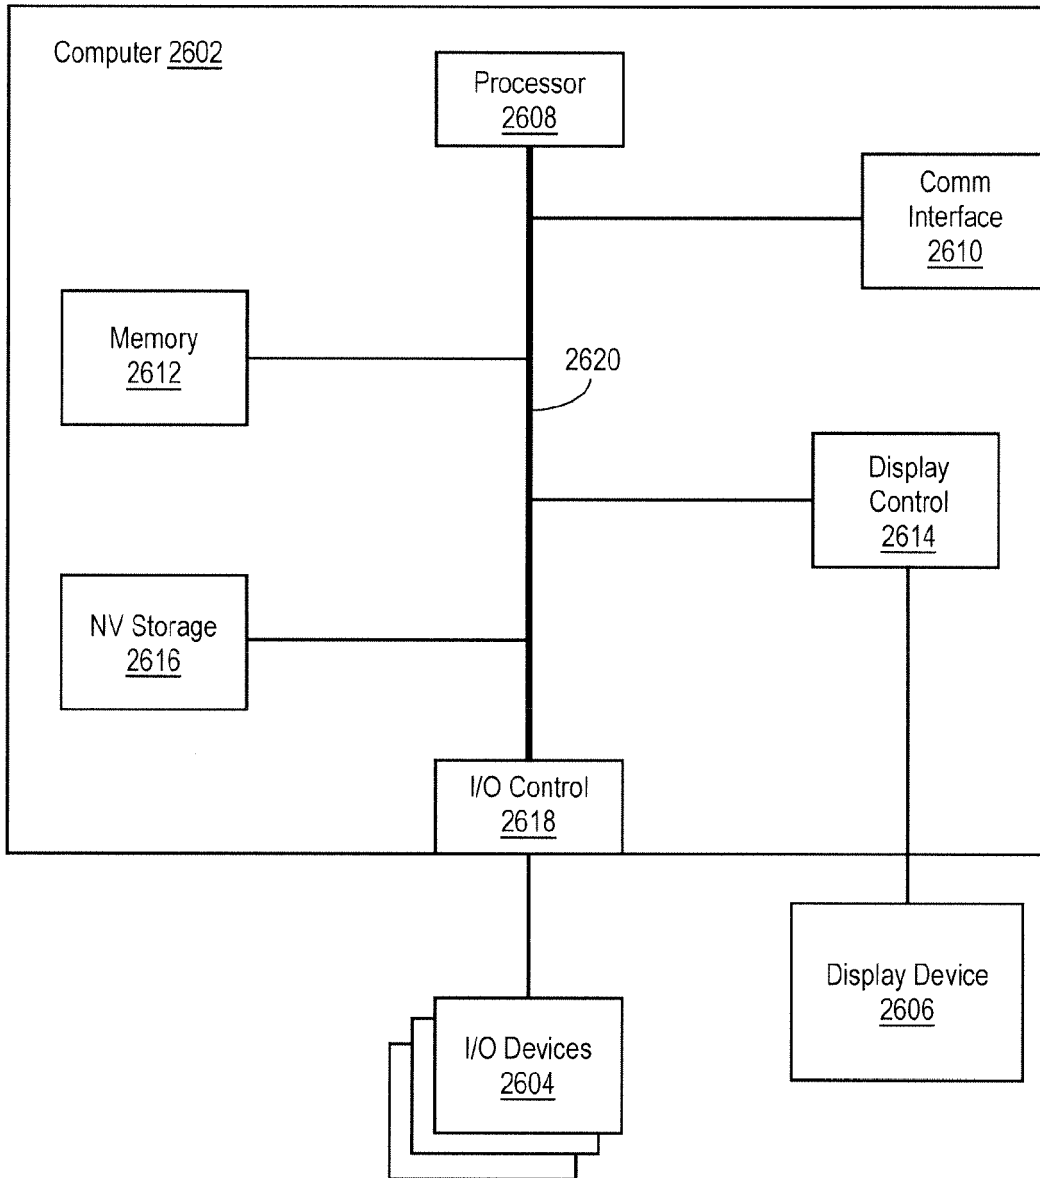 Computer 2602
Processor
2608
Comm
Interface
2610
Memory
2612
2620
Display
Control
2614
NV Storage
2616
I/O Control
2618
Display Device
2606
I/O Devices
2604